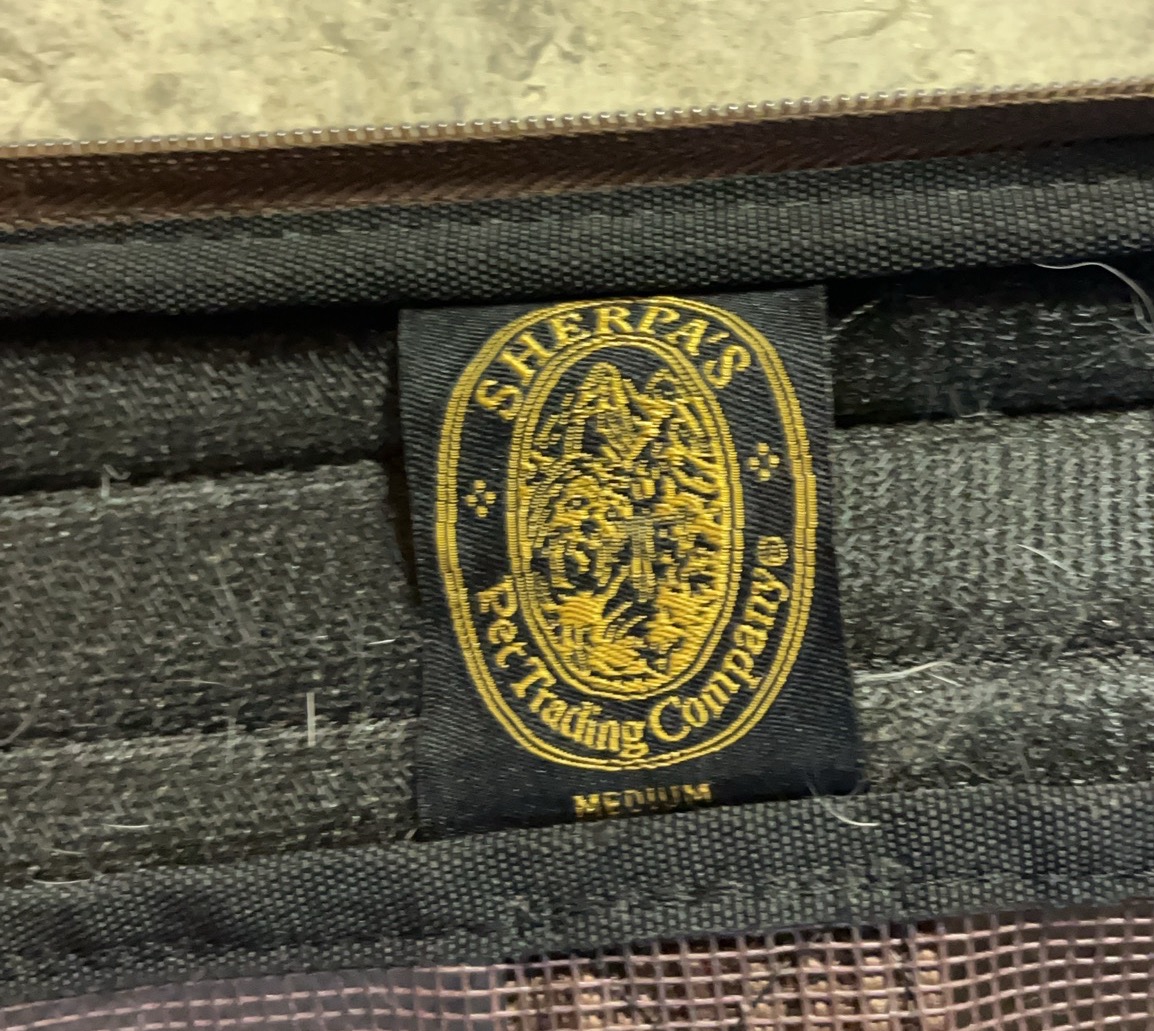 SHERPA'S
Pet Trading Company®
MEDIUM